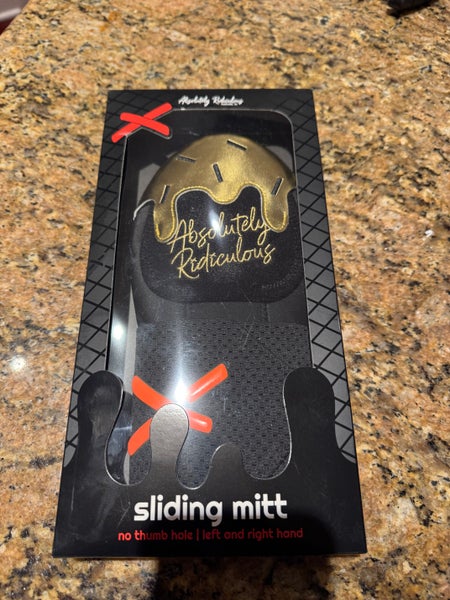 Absolutely Ridiculous
Absolutely
Ridiculous
sliding mitt
no thumb hole | left and right hand